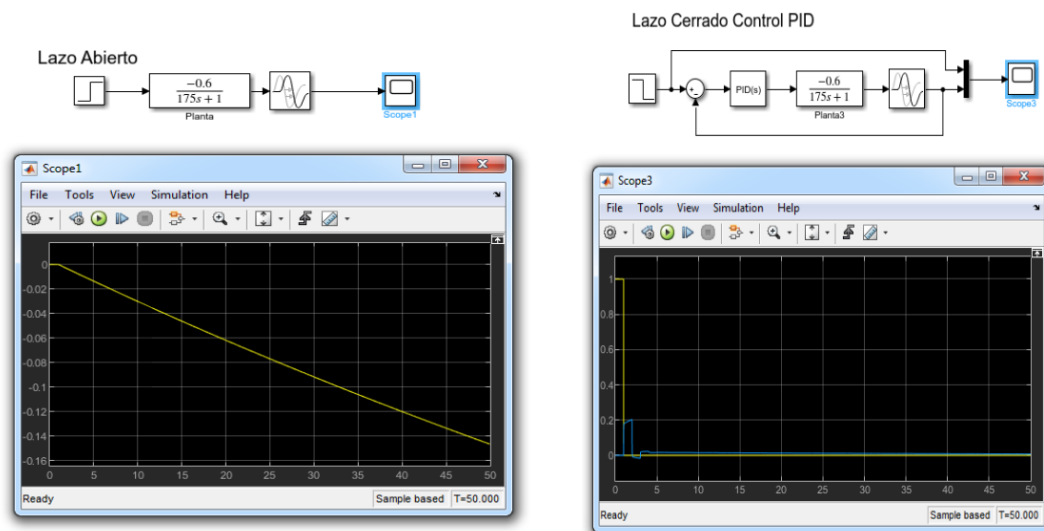 Lazo Cerrado Control PID
Lazo Abierto
-0.6
175s + 1
Planta
Scope1
+
-
PID(s)
-0.6
175s + 1
Planta3
Scope3
Scope1
File Tools View Simulation Help
0
-0.02
-0.04
-0.06
-0.08
-0.1
-0.12
-0.14
-0.16
0 5 10 15 20 25 30 35 40 45 50
Ready Sample based T=50.000
Scope3
File Tools View Simulation Help
1
0.8
0.6
0.4
0.2
0
0 5 10 15 20 25 30 35 40 45 50
Ready Sample based T=50.000